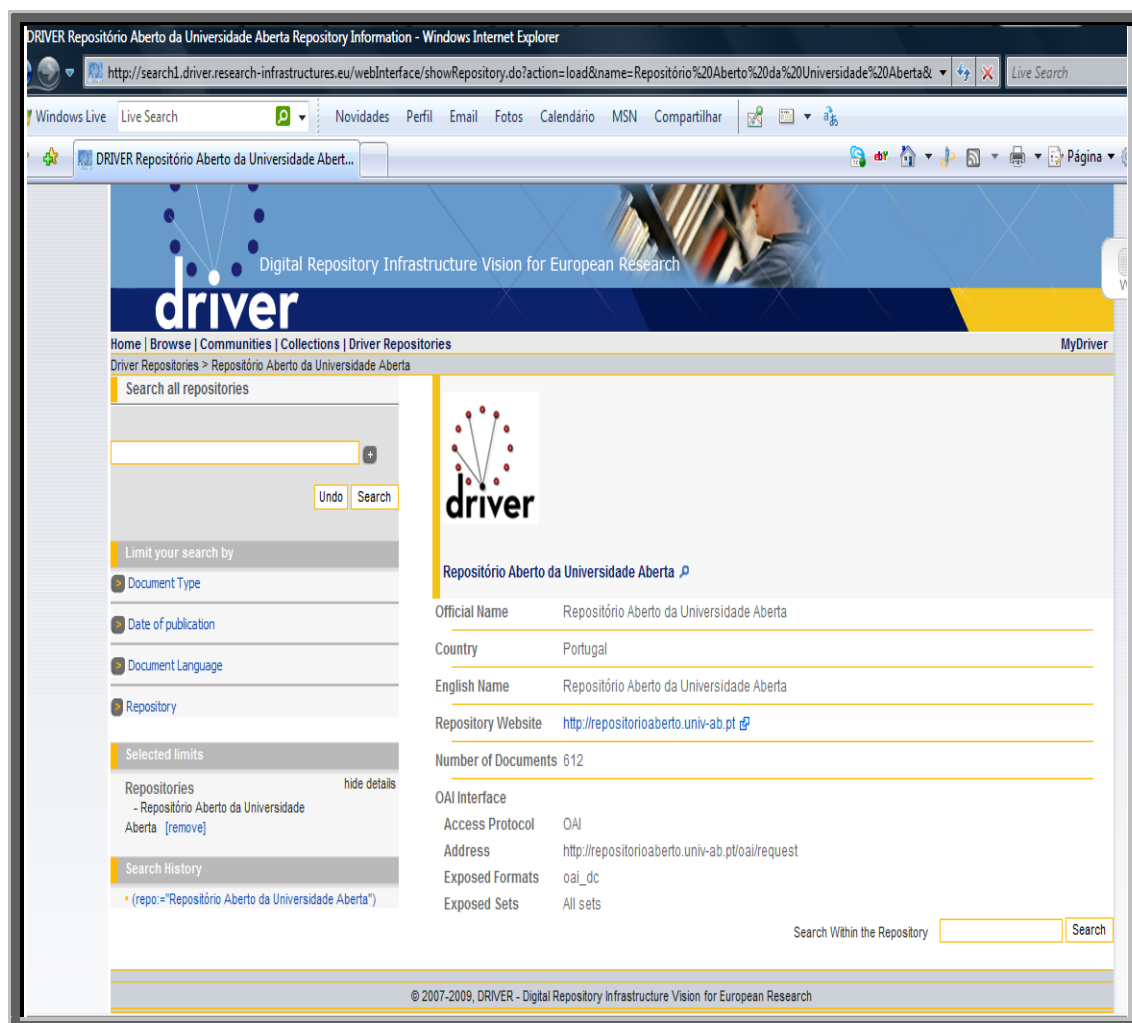 DRIVER Repositório Aberto da Universidade Aberta Repository Information - Windows Internet Explorer
http://search1.driver.research-infrastructures.eu/webInterface/showRepository.do?action=load&name=Repositório%20Aberto%20da%20Universidade%20Aberta&
Live Search
Windows Live Live Search Novidades Perfil Email Fotos Calendário MSN Compartilhar
DRIVER Repositório Aberto da Universidade Abert... ebY Página
Digital Repository Infrastructure Vision for European Research
driver
Home | Browse | Communities | Collections | Driver Repositories MyDriver
Driver Repositories > Repositório Aberto da Universidade Aberta
Search all repositories
Undo Search
Limit your search by
Document Type
Date of publication
Document Language
Repository
Selected limits
Repositories hide details
- Repositório Aberto da Universidade
Aberta [remove]
Search History
• (repo:="Repositório Aberto da Universidade Aberta")
driver
Repositório Aberto da Universidade Aberta
Official Name Repositório Aberto da Universidade Aberta
Country Portugal
English Name Repositório Aberto da Universidade Aberta
Repository Website http://repositorioaberto.univ-ab.pt
Number of Documents 612
OAI Interface
Access Protocol OAI
Address http://repositorioaberto.univ-ab.pt/oai/request
Exposed Formats oai_dc
Exposed Sets All sets
Search Within the Repository Search
© 2007-2009, DRIVER - Digital Repository Infrastructure Vision for European Research